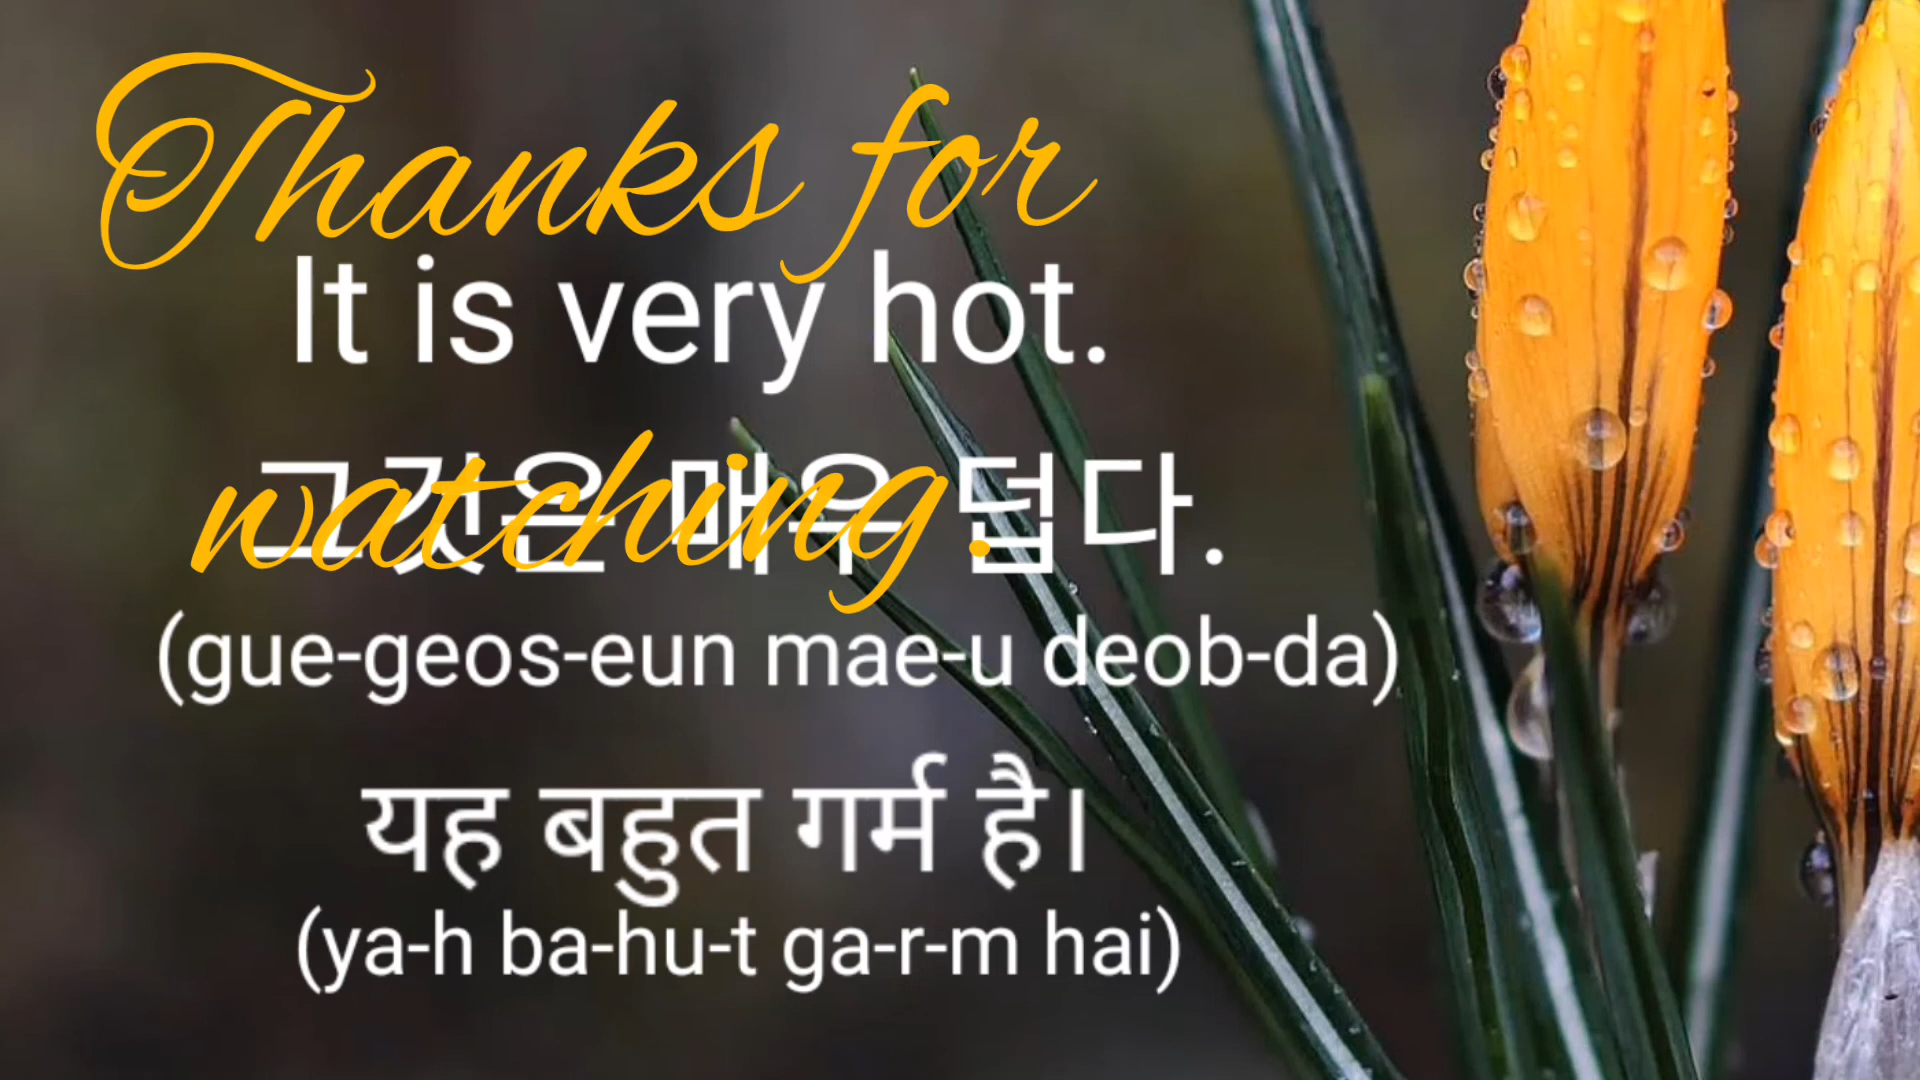 Thanks for
It is very hot.
watching.
그것은 매우 덥다.
(gue-geos-eun mae-u deob-da)
यह बहुत गर्म है।
(ya-h ba-hu-t ga-r-m hai)